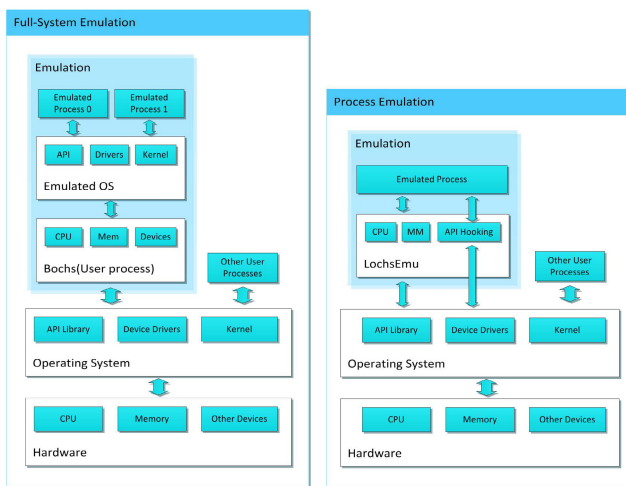 Full-System Emulation
Emulation
Emulated
Process 0
Emulated
Process 1
API
Drivers
Kernel
Emulated OS
CPU
Mem
Devices
Bochs(User process)
Other User
Processes
API Library
Device Drivers
Kernel
Operating System
CPU
Memory
Other Devices
Hardware
Process Emulation
Emulation
Emulated Process
CPU
MM
API Hooking
LochsEmu
Other User
Processes
API Library
Device Drivers
Kernel
Operating System
CPU
Memory
Other Devices
Hardware